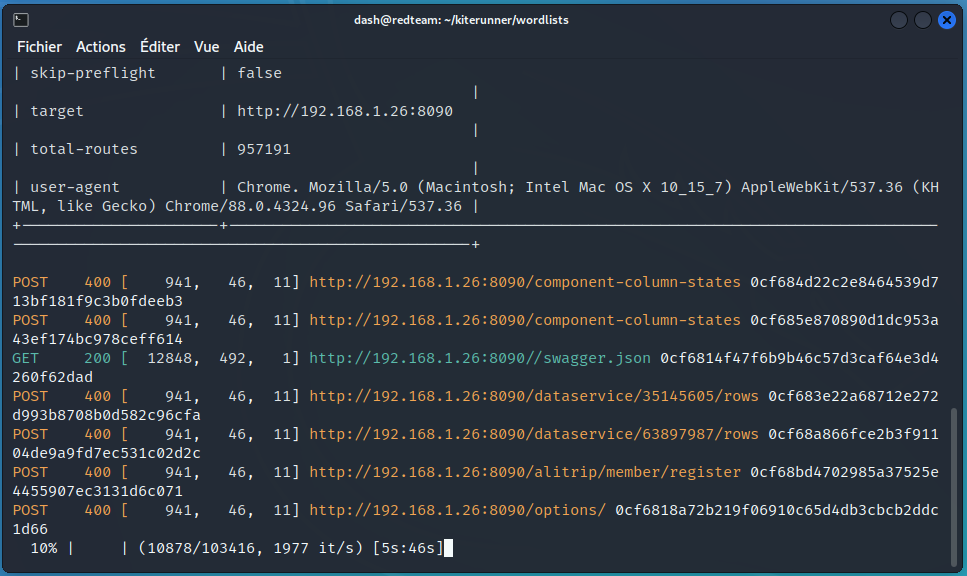 dash@redteam: ~/kiterunner/wordlists
Fichier Actions Éditer Vue Aide
| skip-preflight | false
|
| target | http://192.168.1.26:8090
|
| total-routes | 957191
|
| user-agent | Chrome. Mozilla/5.0 (Macintosh; Intel Mac OS X 10_15_7) AppleWebKit/537.36 (KH
TML, like Gecko) Chrome/88.0.4324.96 Safari/537.36 |
POST 400 [ 941, 46, 11] http://192.168.1.26:8090/component-column-states 0cf684d22c2e8464539d7
13bf181f9c3b0fdeeb3
POST 400 [ 941, 46, 11] http://192.168.1.26:8090/component-column-states 0cf685e870890d1dc953a
43ef174bc978ceff614
GET 200 [ 12848, 492, 1] http://192.168.1.26:8090//swagger.json 0cf6814f47f6b9b46c57d3caf64e3d4
260f62dad
POST 400 [ 941, 46, 11] http://192.168.1.26:8090/dataservice/35145605/rows 0cf683e22a68712e272
d993b8708b0d582c96cfa
POST 400 [ 941, 46, 11] http://192.168.1.26:8090/dataservice/63897987/rows 0cf68a866fce2b3f911
04de9a9fd7ec531c02d2c
POST 400 [ 941, 46, 11] http://192.168.1.26:8090/alitrip/member/register 0cf68bd4702985a37525e
4455907ec3131d6c071
POST 400 [ 941, 46, 11] http://192.168.1.26:8090/options/ 0cf6818a72b219f06910c65d4db3cbcb2ddc
1d66
10% | | (10878/103416, 1977 it/s) [5s:46s]